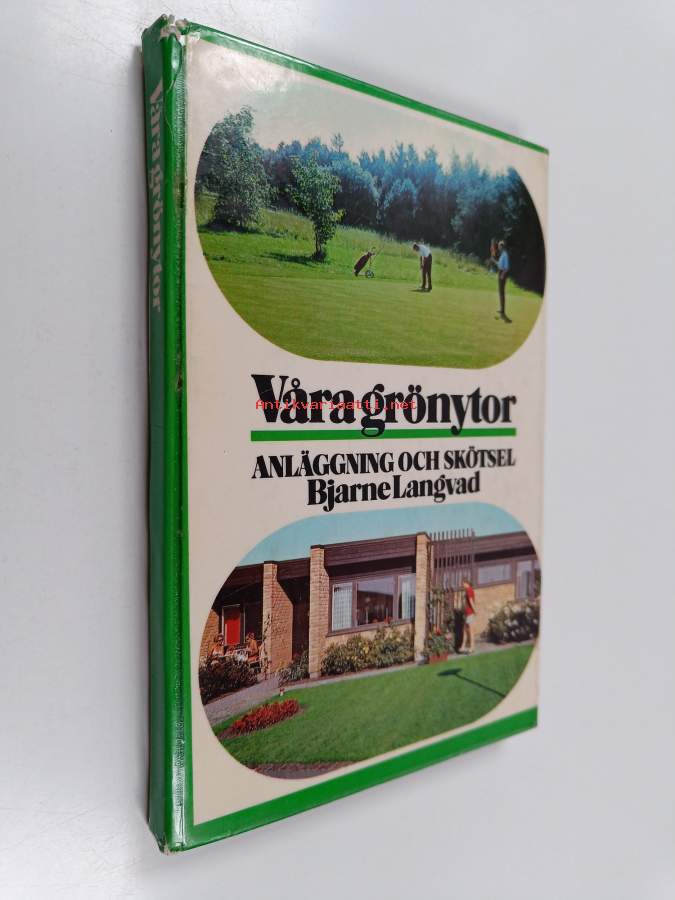 Våra grönytor
Våra grönytor
Antikvariaatti.net
ANLÄGGNING OCH SKÖTSEL
Bjarne Langvad